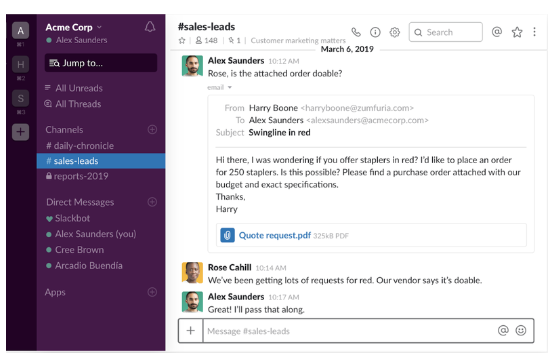 A
⌘1
H
⌘2
S
⌘3
+
Acme Corp
Alex Saunders
Jump to...
All Unreads
All Threads
Channels
# daily-chronicle
# sales-leads
reports-2019
Direct Messages
Slackbot
Alex Saunders (you)
Cree Brown
Arcadio Buendía
Apps
#sales-leads
148 | 1 | Customer marketing matters
Search
March 6, 2019
Alex Saunders 10:12 AM
Rose, is the attached order doable?
email
From Harry Boone <harryboone@zumfuria.com>
To Alex Saunders <alexsaunders@acmecorp.com>
Subject Swingline in red
Hi there, I was wondering if you offer staplers in red? I'd like to place an order
for 250 staplers. Is this possible? Please find a purchase order attached with our
budget and exact specifications.
Thanks,
Harry
Quote request.pdf 325kB PDF
Rose Cahill 10:14 AM
We've been getting lots of requests for red. Our vendor says it's doable.
Alex Saunders 10:17 AM
Great! I'll pass that along.
+ Message #sales-leads @